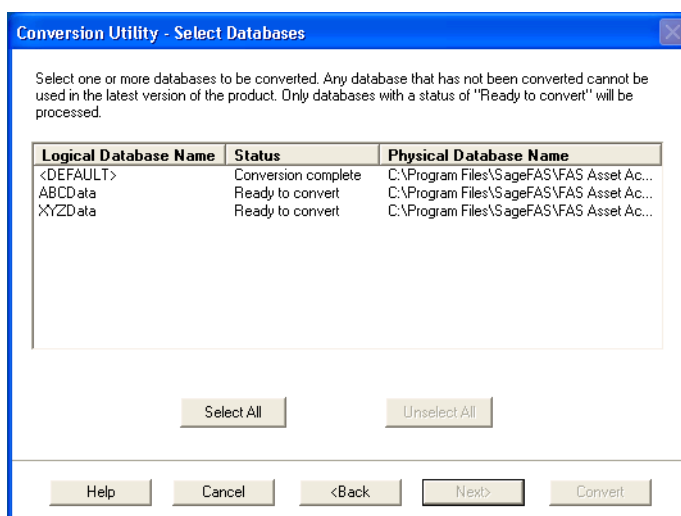 Conversion Utility - Select Databases
Select one or more databases to be converted. Any database that has not been converted cannot be
used in the latest version of the product. Only databases with a status of "Ready to convert" will be
processed.
Logical Database Name Status Physical Database Name
<DEFAULT> Conversion complete C:\Program Files\SageFAS\FAS Asset Ac...
ABCData Ready to convert C:\Program Files\SageFAS\FAS Asset Ac...
XYZData Ready to convert C:\Program Files\SageFAS\FAS Asset Ac...
Select All Unselect All
Help Cancel <Back Next> Convert